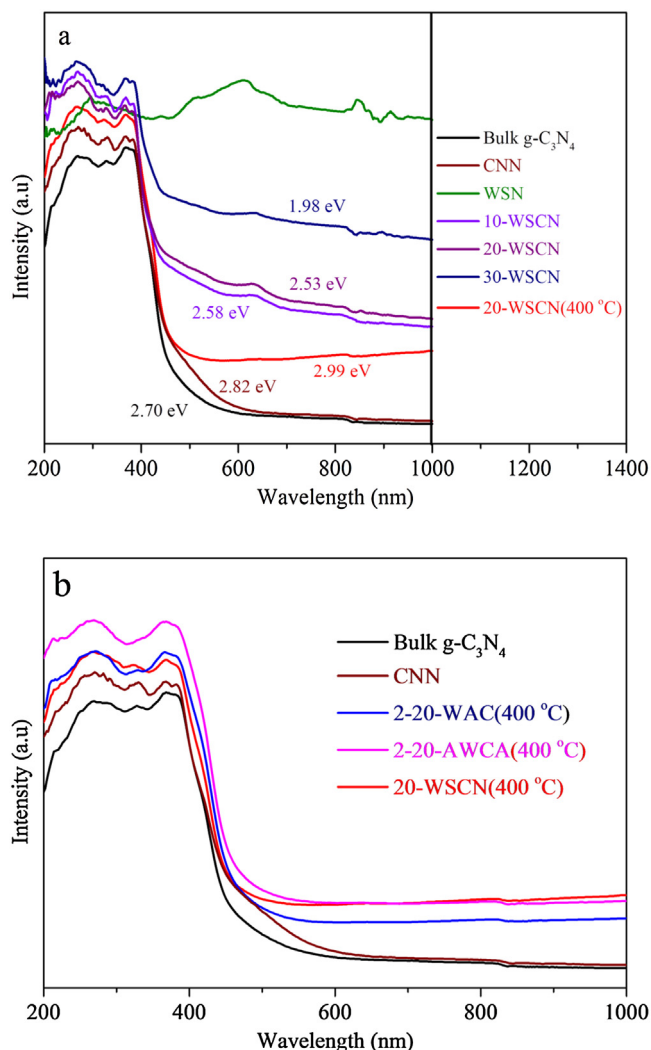 a
Intensity (a.u)
1.98 eV
2.53 eV
2.58 eV
2.99 eV
2.82 eV
2.70 eV
Bulk g-C₃N₄
CNN
WSN
10-WSCN
20-WSCN
30-WSCN
20-WSCN(400 °C)
200 400 600 800 1000 1200 1400
Wavelength (nm)
b
Intensity (a.u)
Bulk g-C₃N₄
CNN
2-20-WAC(400 °C)
2-20-AWCA(400 °C)
20-WSCN(400 °C)
200 400 600 800 1000
Wavelength (nm)